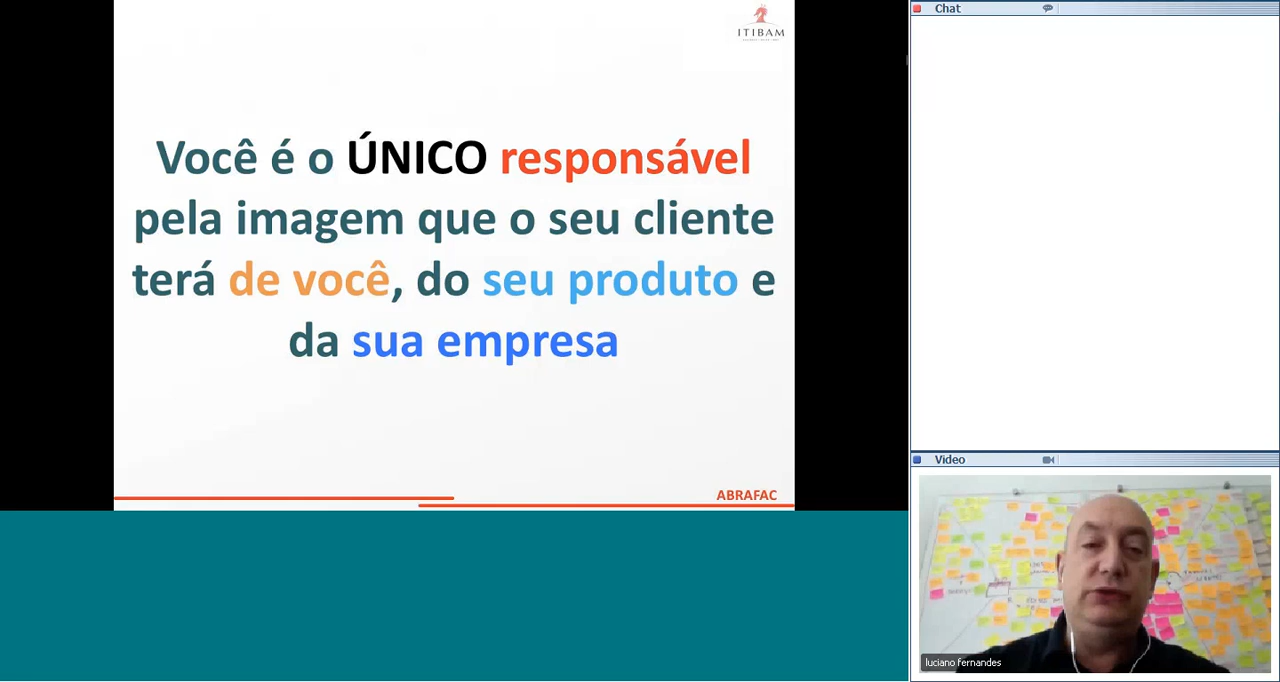 ITIBAM
Você é o ÚNICO responsável
pela imagem que o seu cliente
terá de você, do seu produto e
da sua empresa
ABRAFAC
Chat
Video
luciano fernandes